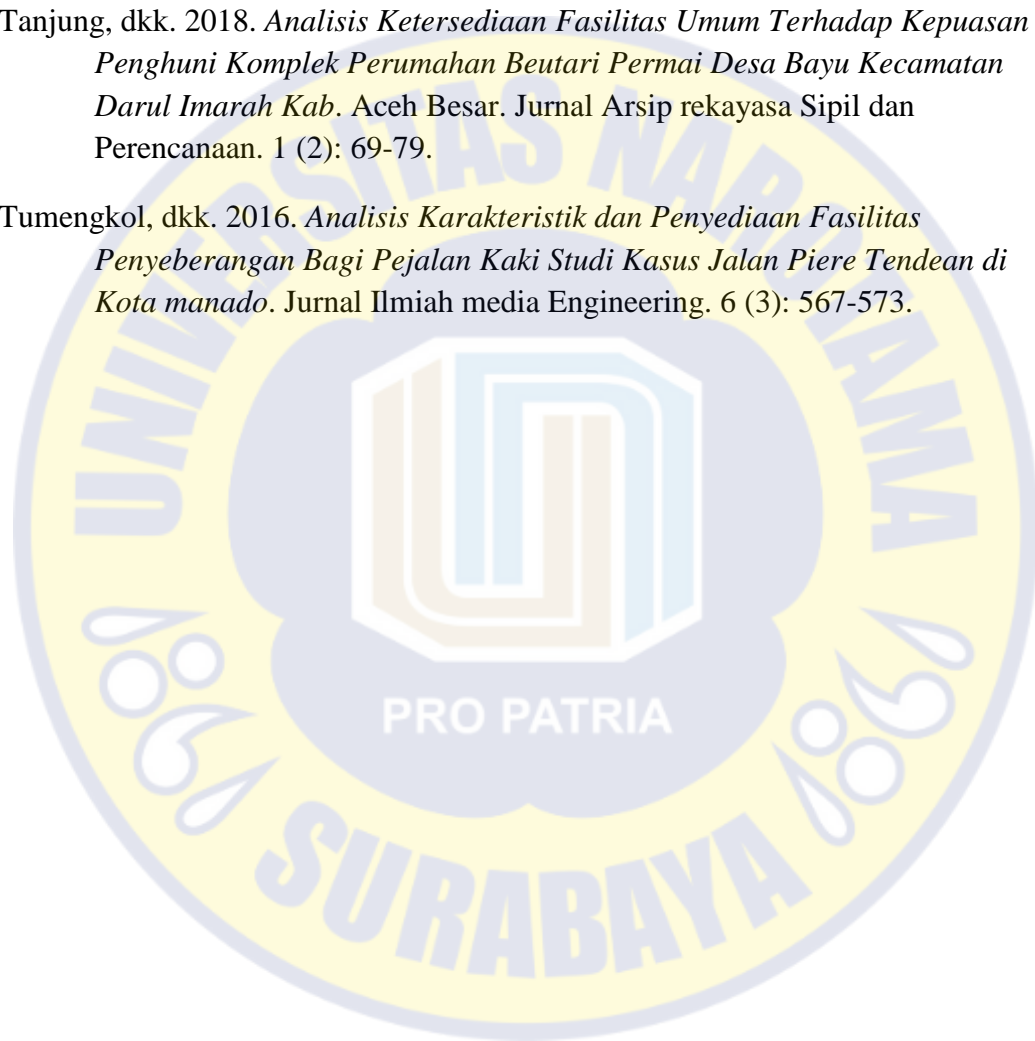 Tanjung, dkk. 2018. Analisis Ketersediaan Fasilitas Umum Terhadap Kepuasan
Penghuni Komplek Perumahan Beutari Permai Desa Bayu Kecamatan
Darul Imarah Kab. Aceh Besar. Jurnal Arsip rekayasa Sipil dan
Perencanaan. 1 (2): 69-79.
Tumengkol, dkk. 2016. Analisis Karakteristik dan Penyediaan Fasilitas
Penyeberangan Bagi Pejalan Kaki Studi Kasus Jalan Piere Tendean di
Kota manado. Jurnal Ilmiah media Engineering. 6 (3): 567-573.
UNIVERSITAS NAROTAMA
PRO PATRIA
SURABAYA